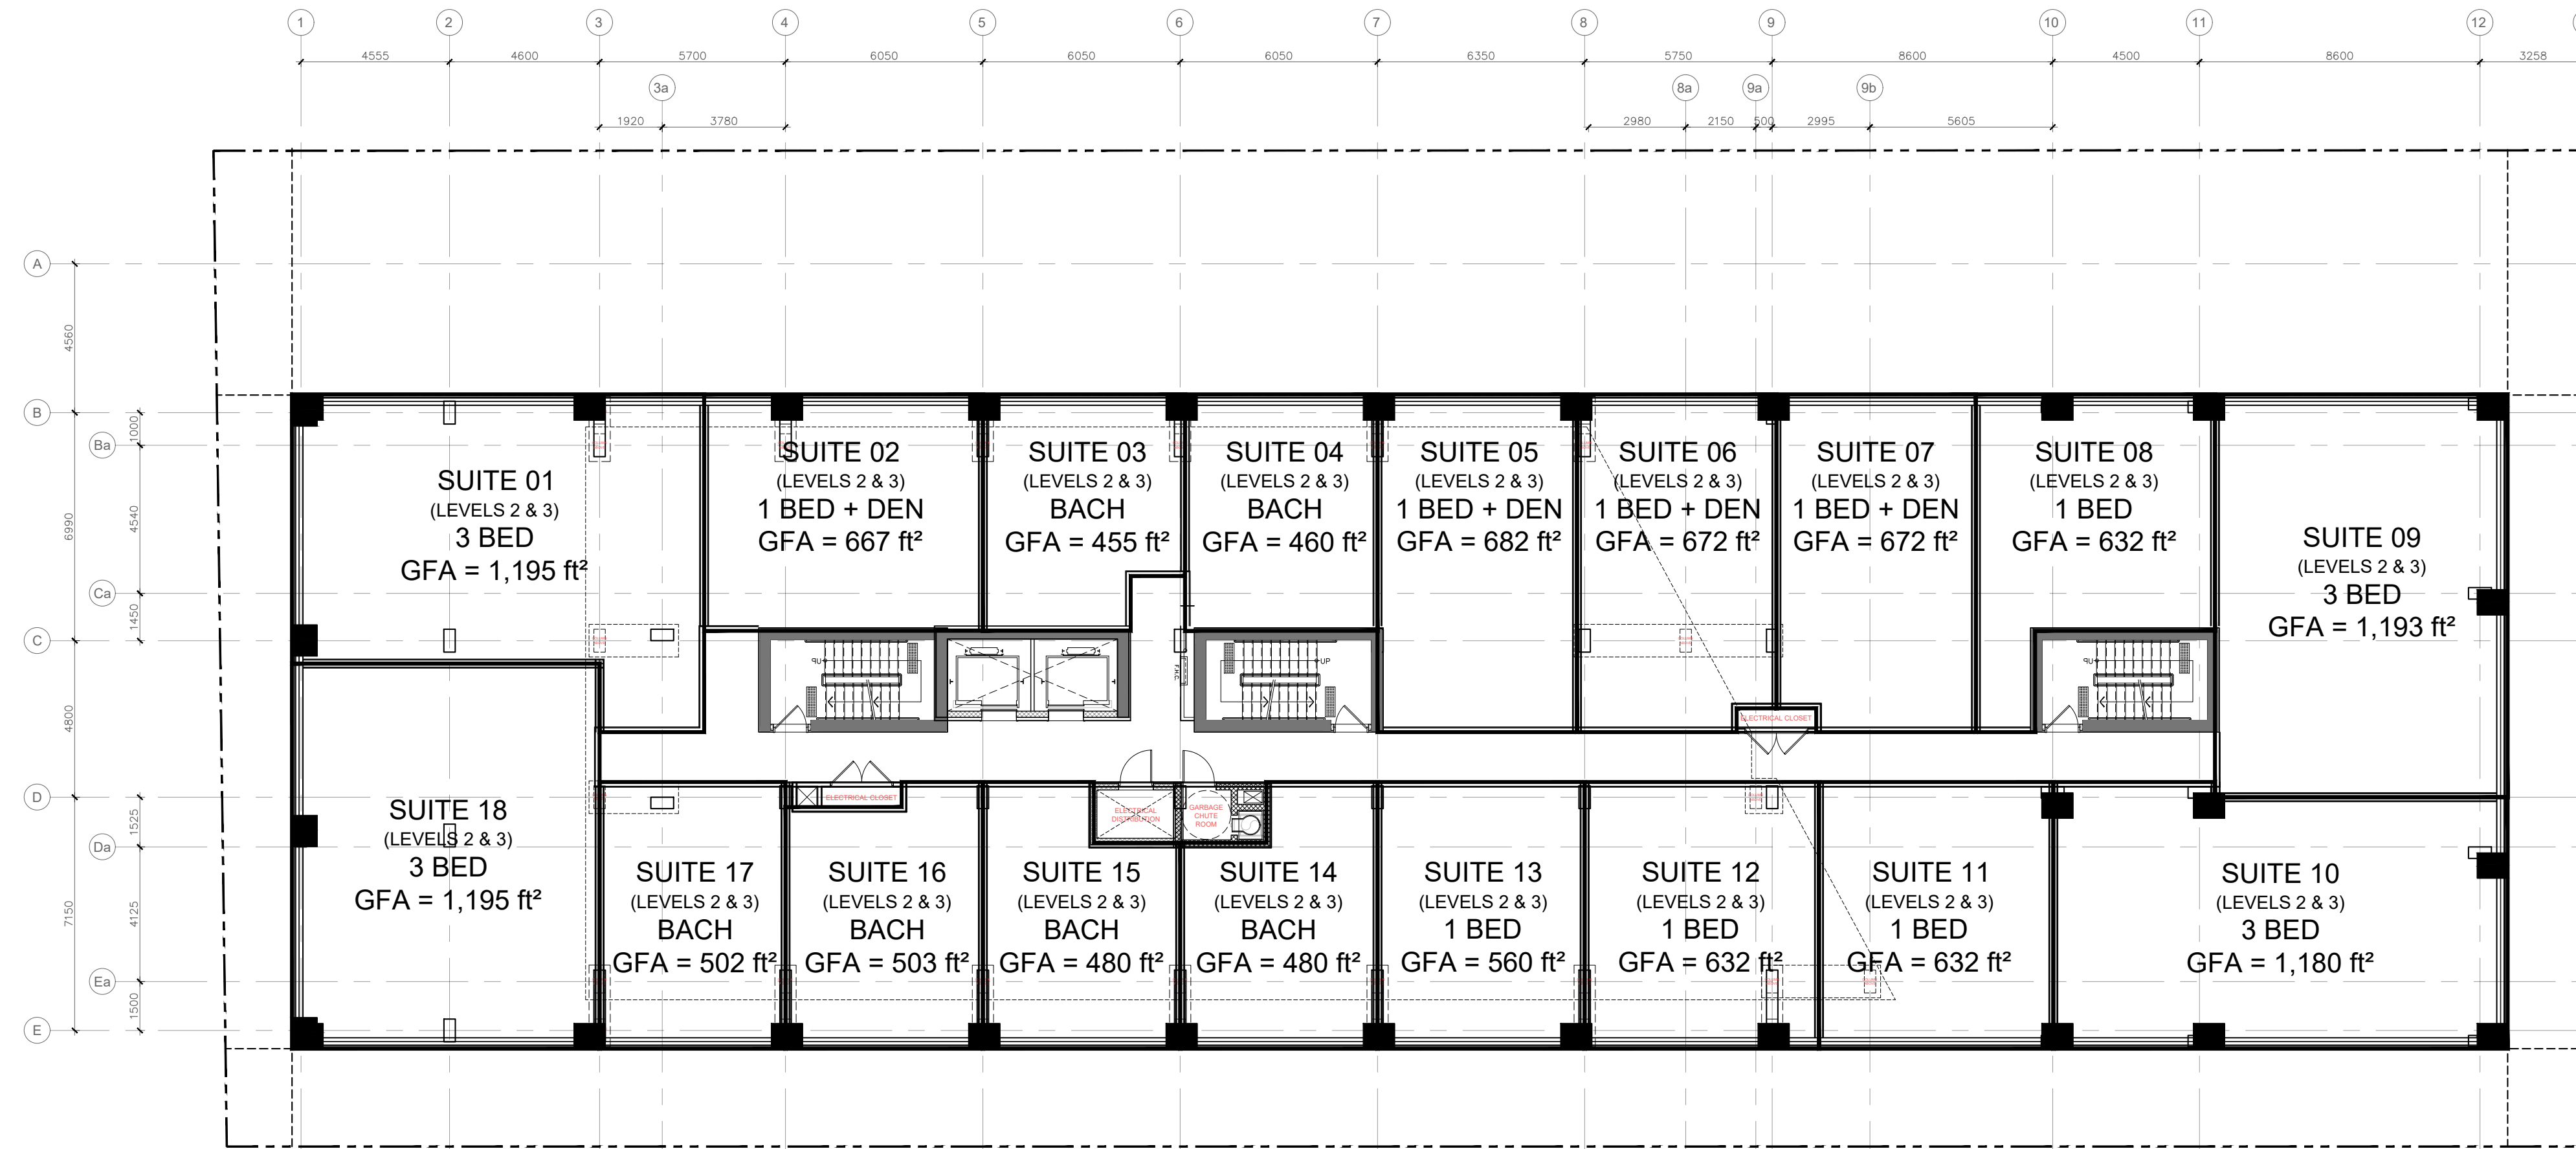 1 2 3 4 5 6 7 8 9 10 11 12
4555 4600 5700 6050 6050 6050 6350 5750 8600 4500 8600 3258
3a 8a 9a 9b
1920 3780 2980 2150 500 2995 5605
A
4560
B
1000
Ba
6990
4540
Ca
1450
C
4800
D
1525
Da
7150
4125
Ea
1500
E
SUITE 01
(LEVELS 2 & 3)
3 BED
GFA = 1,195 ft²
SUITE 02
(LEVELS 2 & 3)
1 BED + DEN
GFA = 667 ft²
SUITE 03
(LEVELS 2 & 3)
BACH
GFA = 455 ft²
SUITE 04
(LEVELS 2 & 3)
BACH
GFA = 460 ft²
SUITE 05
(LEVELS 2 & 3)
1 BED + DEN
GFA = 682 ft²
SUITE 06
(LEVELS 2 & 3)
1 BED + DEN
GFA = 672 ft²
SUITE 07
(LEVELS 2 & 3)
1 BED + DEN
GFA = 672 ft²
SUITE 08
(LEVELS 2 & 3)
1 BED
GFA = 632 ft²
SUITE 09
(LEVELS 2 & 3)
3 BED
GFA = 1,193 ft²
UP
F.H.C.
UP
UP
ELECTRICAL CLOSET
ELECTRICAL CLOSET
ELECTRICAL
DISTRIBUTION
GARBAGE
CHUTE
ROOM
SUITE 18
(LEVELS 2 & 3)
3 BED
GFA = 1,195 ft²
SUITE 17
(LEVELS 2 & 3)
BACH
GFA = 502 ft²
SUITE 16
(LEVELS 2 & 3)
BACH
GFA = 503 ft²
SUITE 15
(LEVELS 2 & 3)
BACH
GFA = 480 ft²
SUITE 14
(LEVELS 2 & 3)
BACH
GFA = 480 ft²
SUITE 13
(LEVELS 2 & 3)
1 BED
GFA = 560 ft²
SUITE 12
(LEVELS 2 & 3)
1 BED
GFA = 632 ft²
SUITE 11
(LEVELS 2 & 3)
1 BED
GFA = 632 ft²
SUITE 10
(LEVELS 2 & 3)
3 BED
GFA = 1,180 ft²